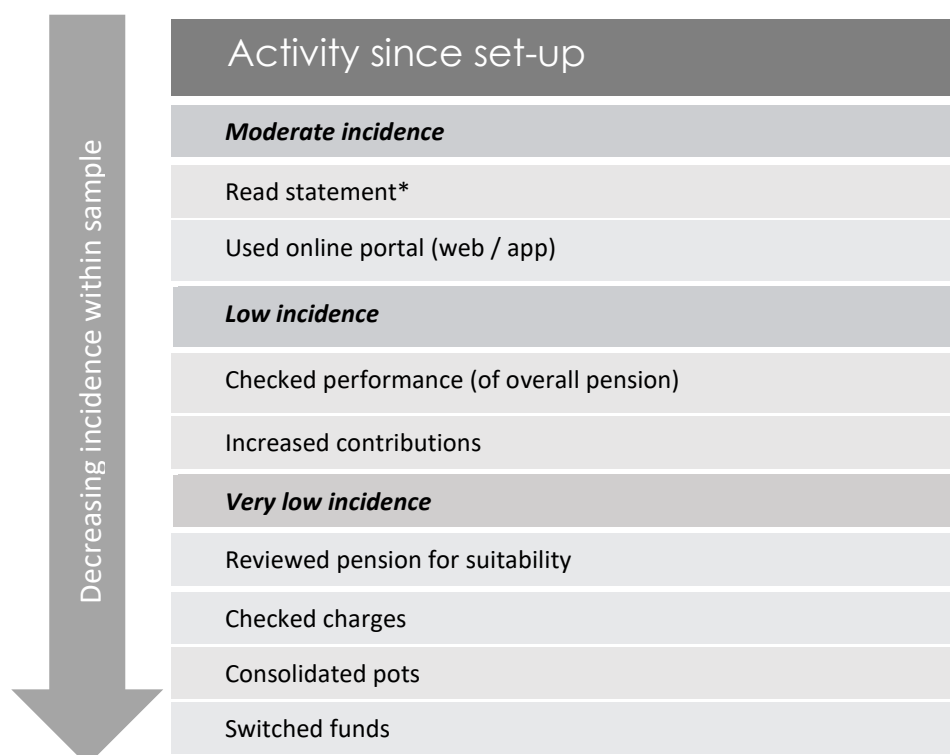 Decreasing incidence within sample
Activity since set-up
Moderate incidence
Read statement*
Used online portal (web / app)
Low incidence
Checked performance (of overall pension)
Increased contributions
Very low incidence
Reviewed pension for suitability
Checked charges
Consolidated pots
Switched funds